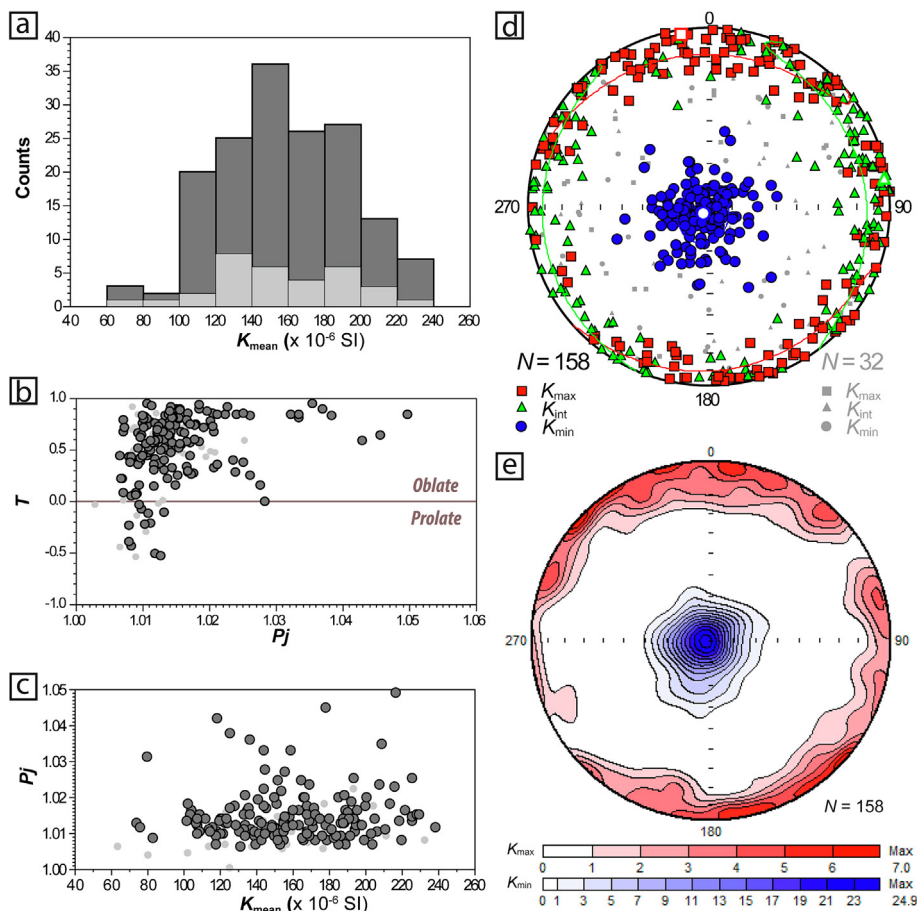 a
40
35
30
25
20
15
10
5
0
Counts
40 60 80 100 120 140 160 180 200 220 240 260
Kmean (x 10-6 SI)
b
1.0
0.5
0.0
-0.5
-1.0
T
Oblate
Prolate
1.00 1.01 1.02 1.03 1.04 1.05 1.06
Pj
c
1.05
1.04
1.03
1.02
1.01
1.00
Pj
40 60 80 100 120 140 160 180 200 220 240 260
Kmean (x 10-6 SI)
d
0
270
90
180
N = 158
Kmax
Kint
Kmin
N = 32
Kmax
Kint
Kmin
e
0
270
90
180
N = 158
Kmax
Max
0 1 2 3 4 5 6 7.0
Kmin
Max
0 1 3 5 7 9 11 13 15 17 19 21 23 24.9